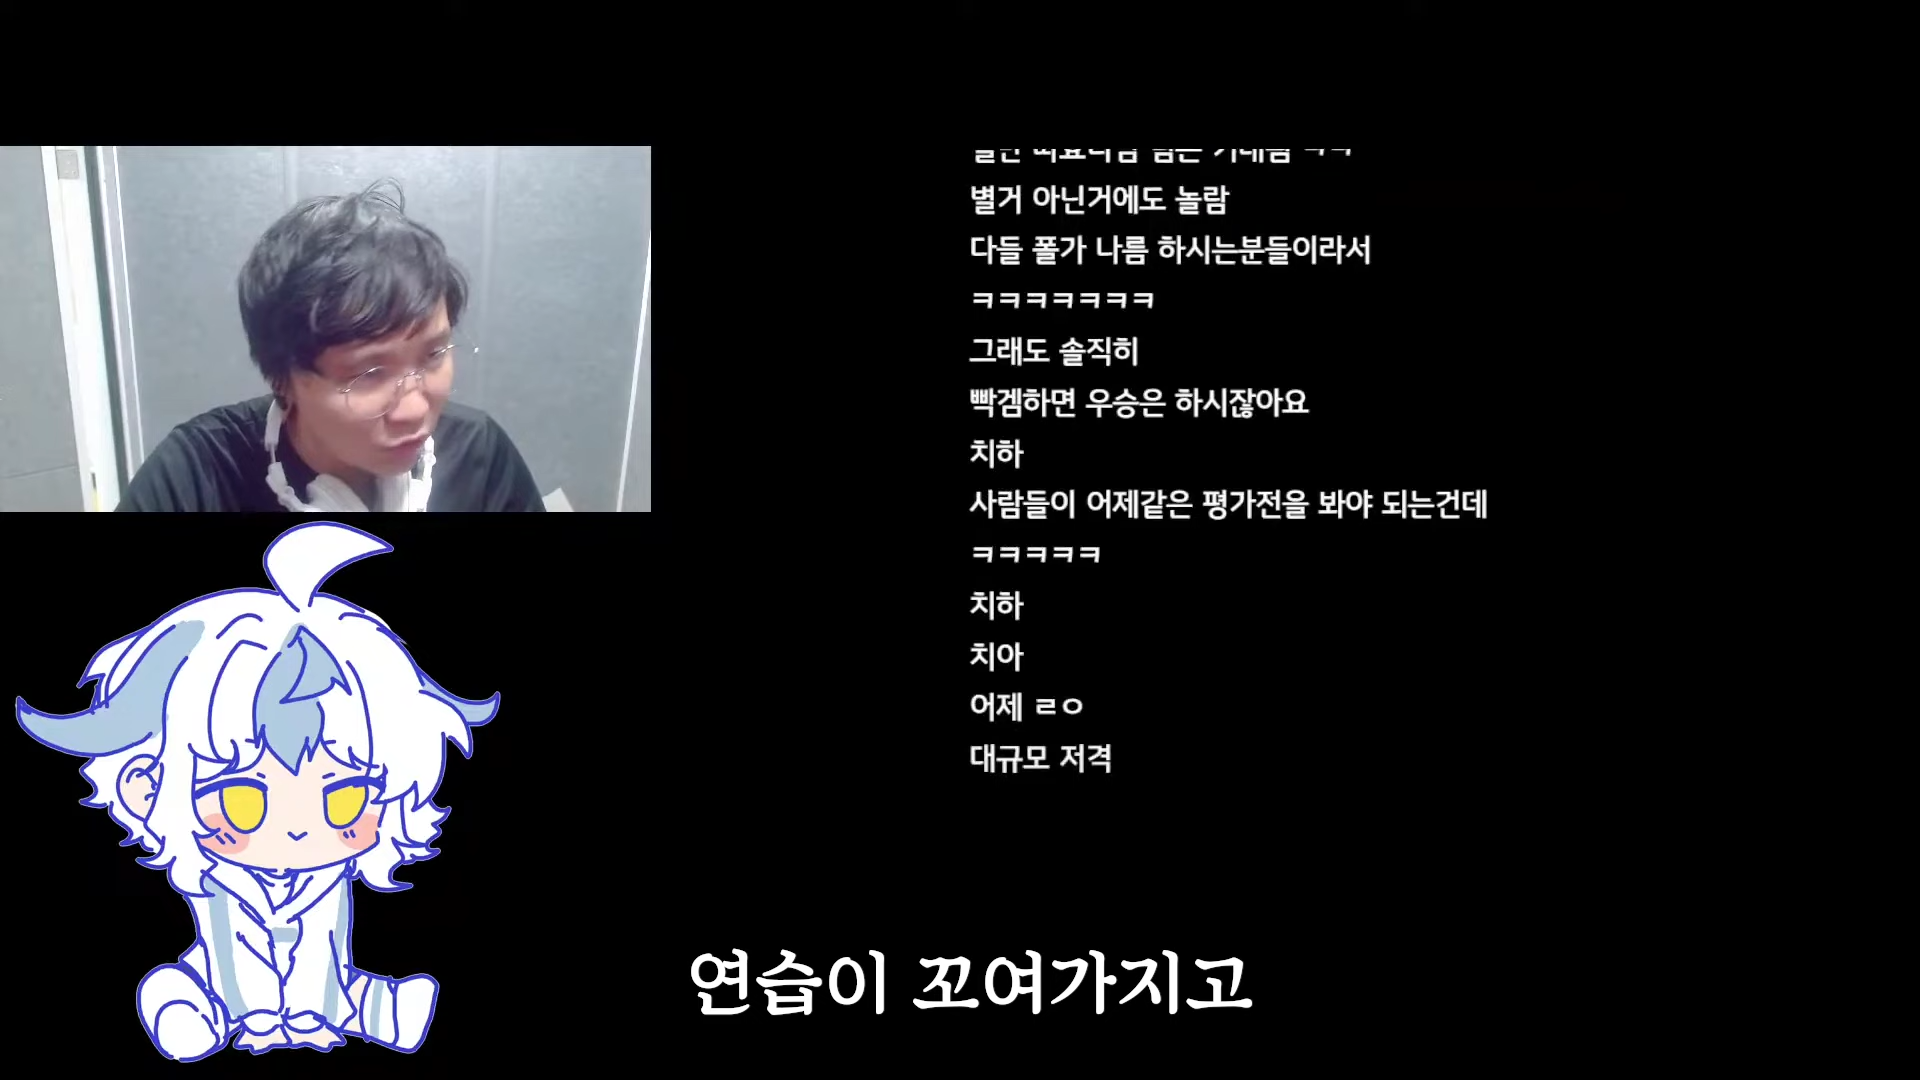 별거 아닌거에도 놀람
다들 폴가 나름 하시는분들이라서
ㅋㅋㅋㅋㅋㅋㅋ
그래도 솔직히
빡겜하면 우승은 하시잖아요
치하
사람들이 어제같은 평가전을 봐야 되는건데
ㅋㅋㅋㅋㅋ
치하
치아
어제 ㄹㅇ
대규모 저격
연습이 꼬여가지고